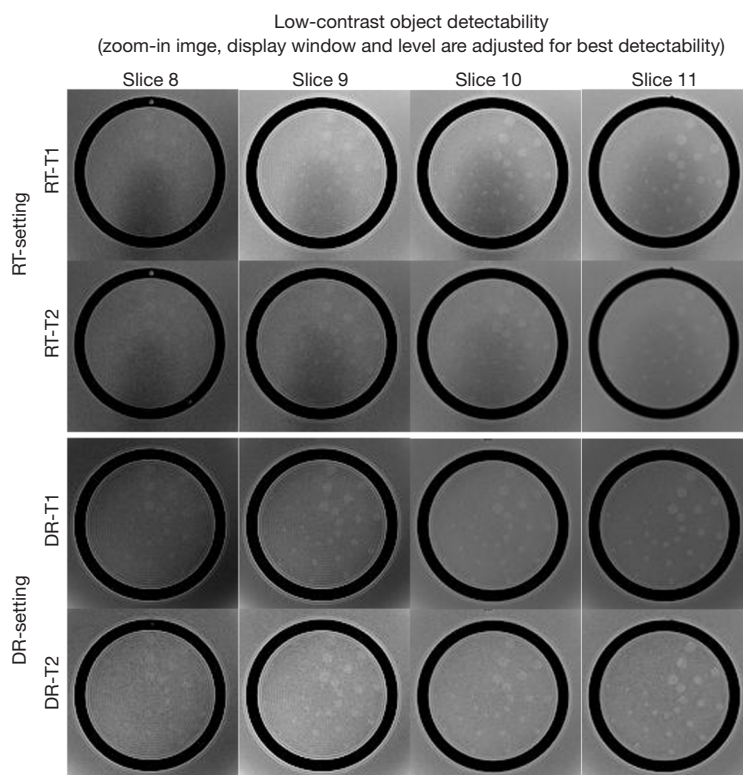 Low-contrast object detectability
(zoom-in imge, display window and level are adjusted for best detectability)
Slice 8
Slice 9
Slice 10
Slice 11
RT-setting
RT-T1
RT-T2
DR-setting
DR-T1
DR-T2